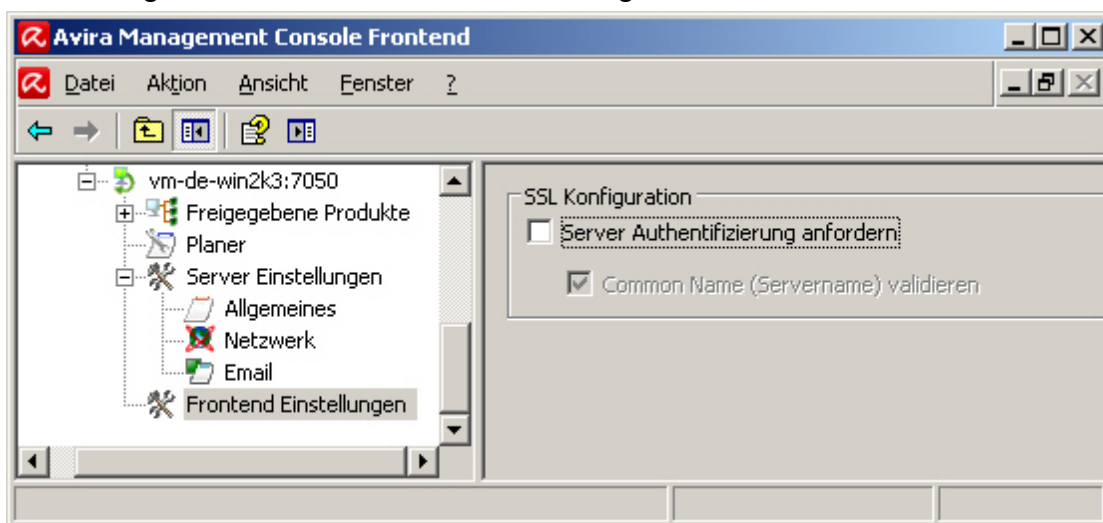 Avira Management Console Frontend
Datei Aktion Ansicht Fenster ?
vm-de-win2k3:7050
Freigegebene Produkte
Planer
Server Einstellungen
Allgemeines
Netzwerk
Email
Frontend Einstellungen
SSL Konfiguration
Server Authentifizierung anfordern
Common Name (Servername) validieren